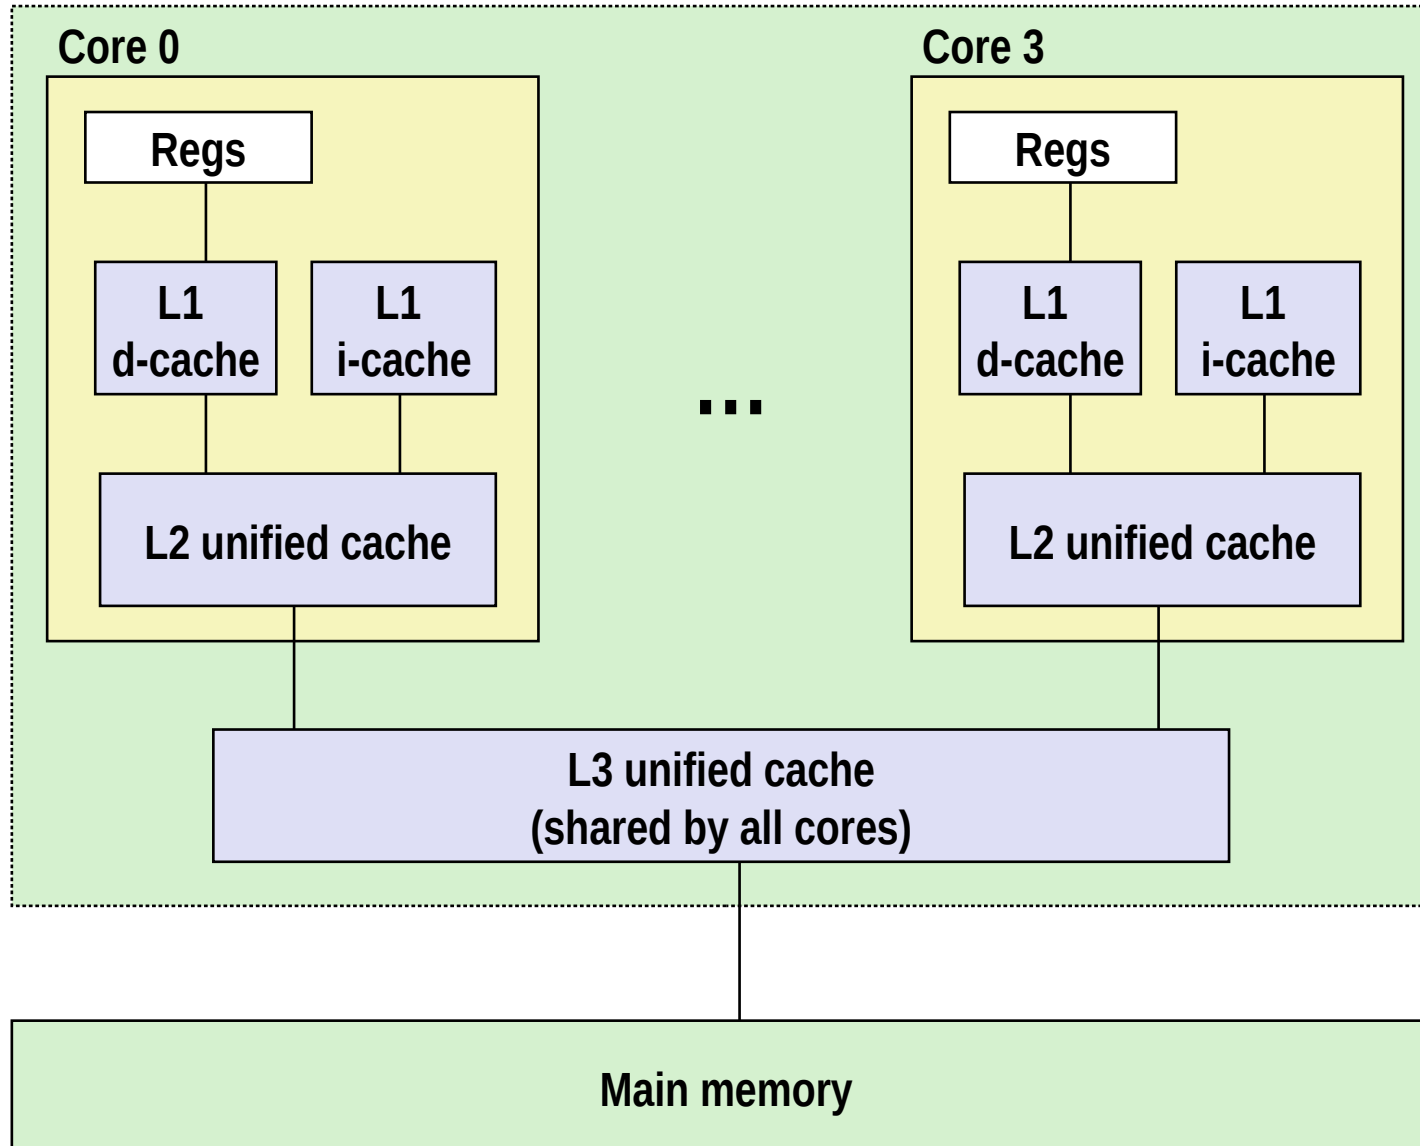 Core 0
Regs
L1
d-cache
L1
i-cache
L2 unified cache
...
Core 3
Regs
L1
d-cache
L1
i-cache
L2 unified cache
L3 unified cache
(shared by all cores)
Main memory